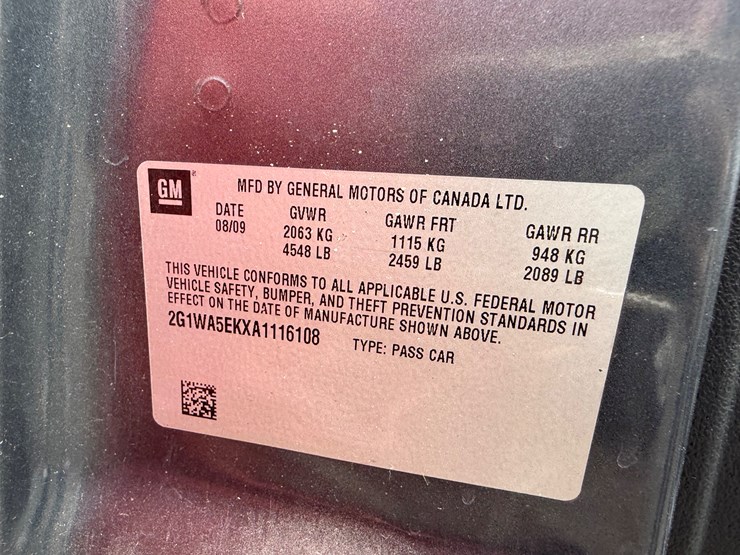 GM
MFD BY GENERAL MOTORS OF CANADA LTD.
DATE GVWR GAWR FRT GAWR RR
08/09 2063 KG 1115 KG 948 KG
4548 LB 2459 LB 2089 LB
THIS VEHICLE CONFORMS TO ALL APPLICABLE U.S. FEDERAL MOTOR
VEHICLE SAFETY, BUMPER, AND THEFT PREVENTION STANDARDS IN
EFFECT ON THE DATE OF MANUFACTURE SHOWN ABOVE.
2G1WA5EKXA1116108 TYPE: PASS CAR